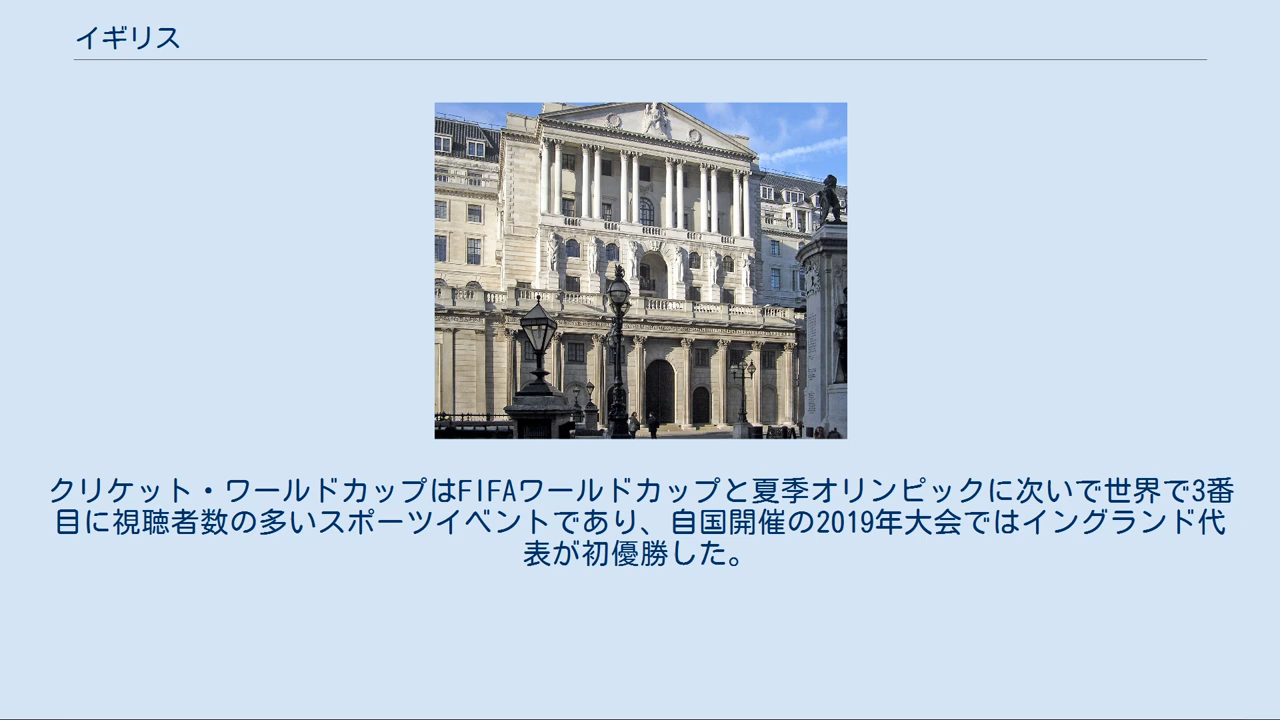 イギリス
クリケット・ワールドカップはFIFAワールドカップと夏季オリンピックに次いで世界で3番
目に視聴者数の多いスポーツイベントであり、自国開催の2019年大会ではイングランド代
表が初優勝した。